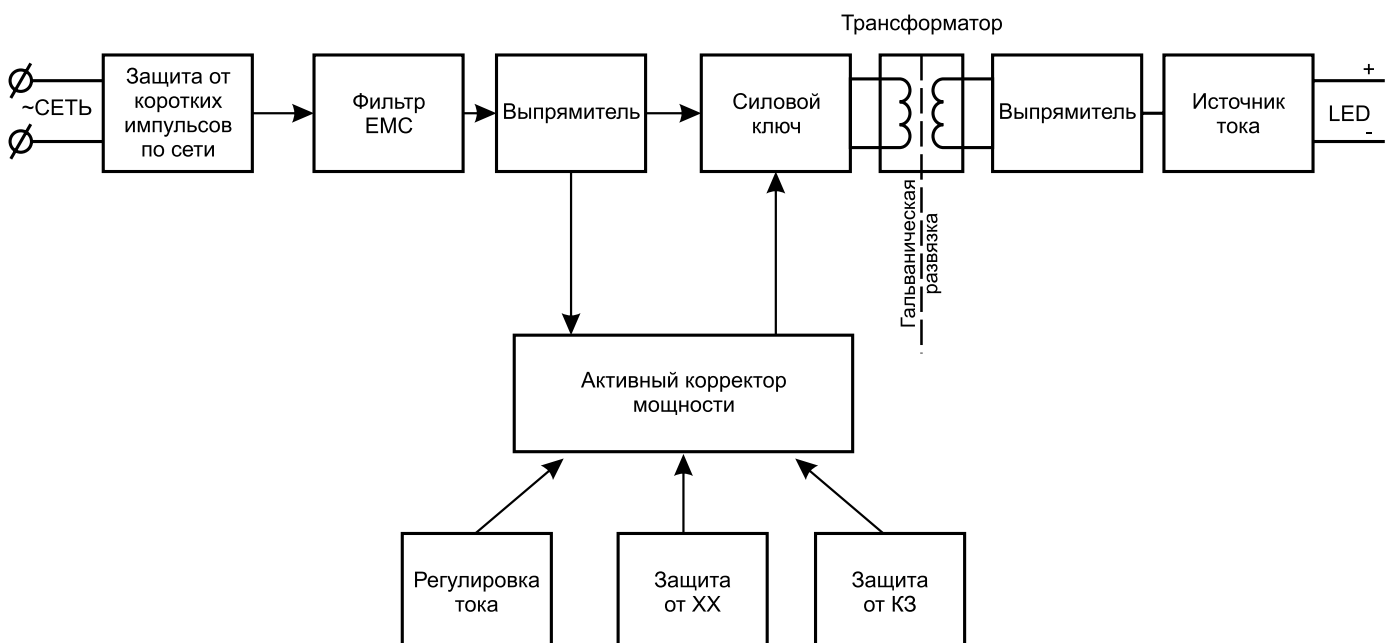 Трансформатор
~СЕТЬ
Защита от
коротких
импульсов
по сети
Фильтр
EMC
Выпрямитель
Силовой
ключ
Выпрямитель
Источник
тока
+
LED
-
Гальваническая
развязка
Активный корректор
мощности
Регулировка
тока
Защита
от ХХ
Защита
от КЗ